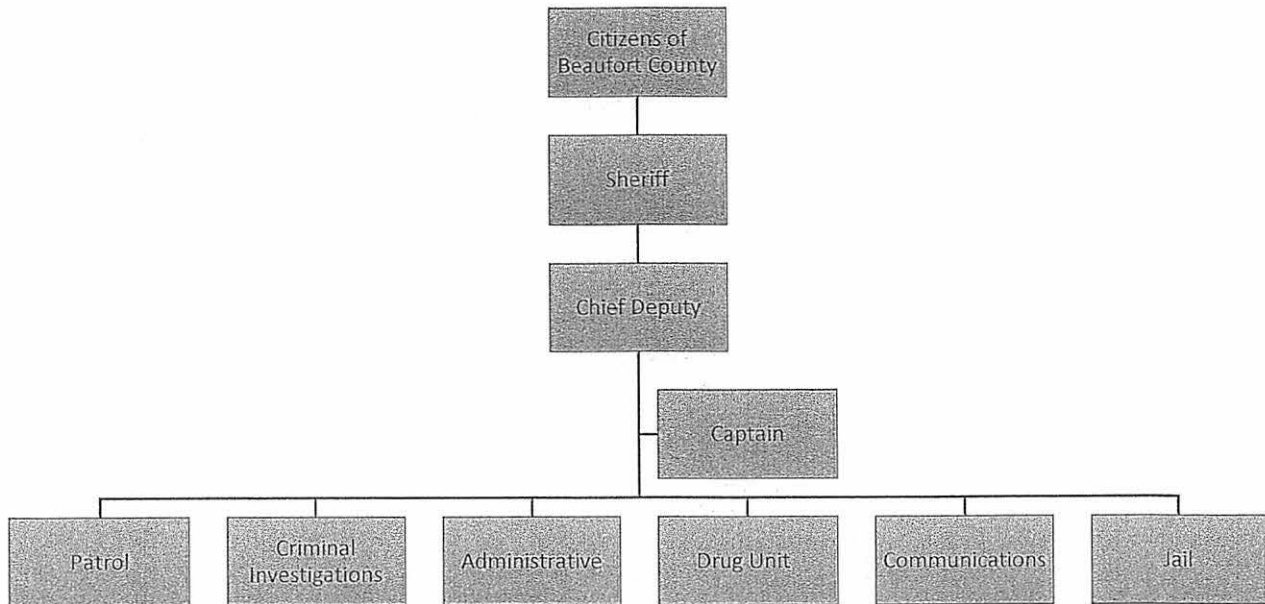 Citizens of
Beaufort County
Sheriff
Chief Deputy
Captain
Patrol
Criminal
Investigations
Administrative
Drug Unit
Communications
Jail